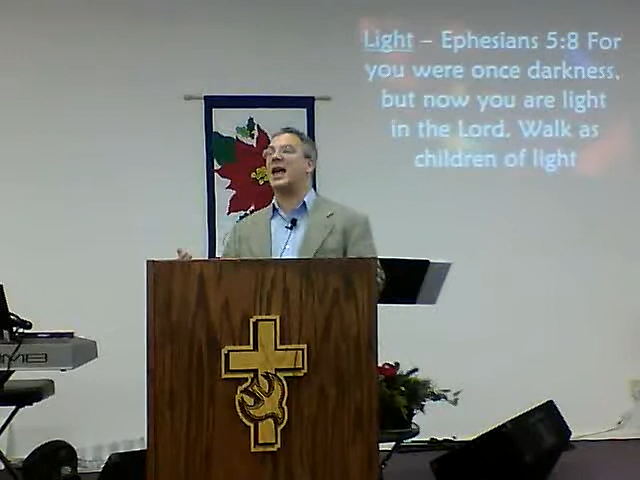 Light – Ephesians 5:8 For
you were once darkness,
but now you are light
in the Lord. Walk as
children of light